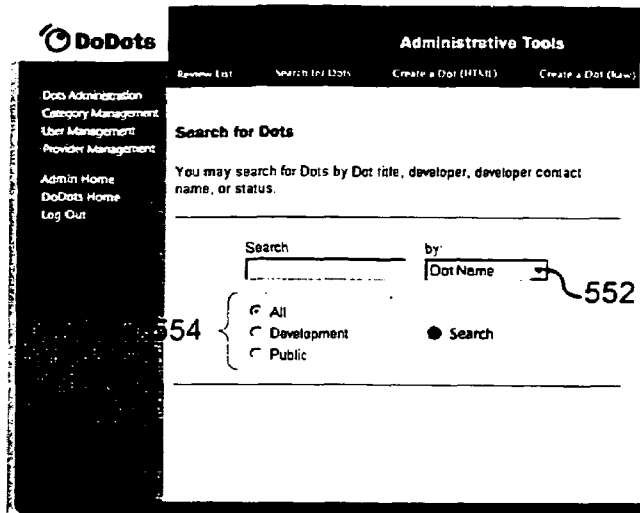 DoDots
Administrative Tools
Review List Search for Dots Create a Dot (HTML) Create a Dot (Raw)
Dots Administration
Category Management
User Management
Provider Management
Admin Home
DoDots Home
Log Out
Search for Dots
You may search for Dots by Dot title, developer, developer contact
name, or status.
Search by:
Dot Name
552
554
All
Development
Search
Public